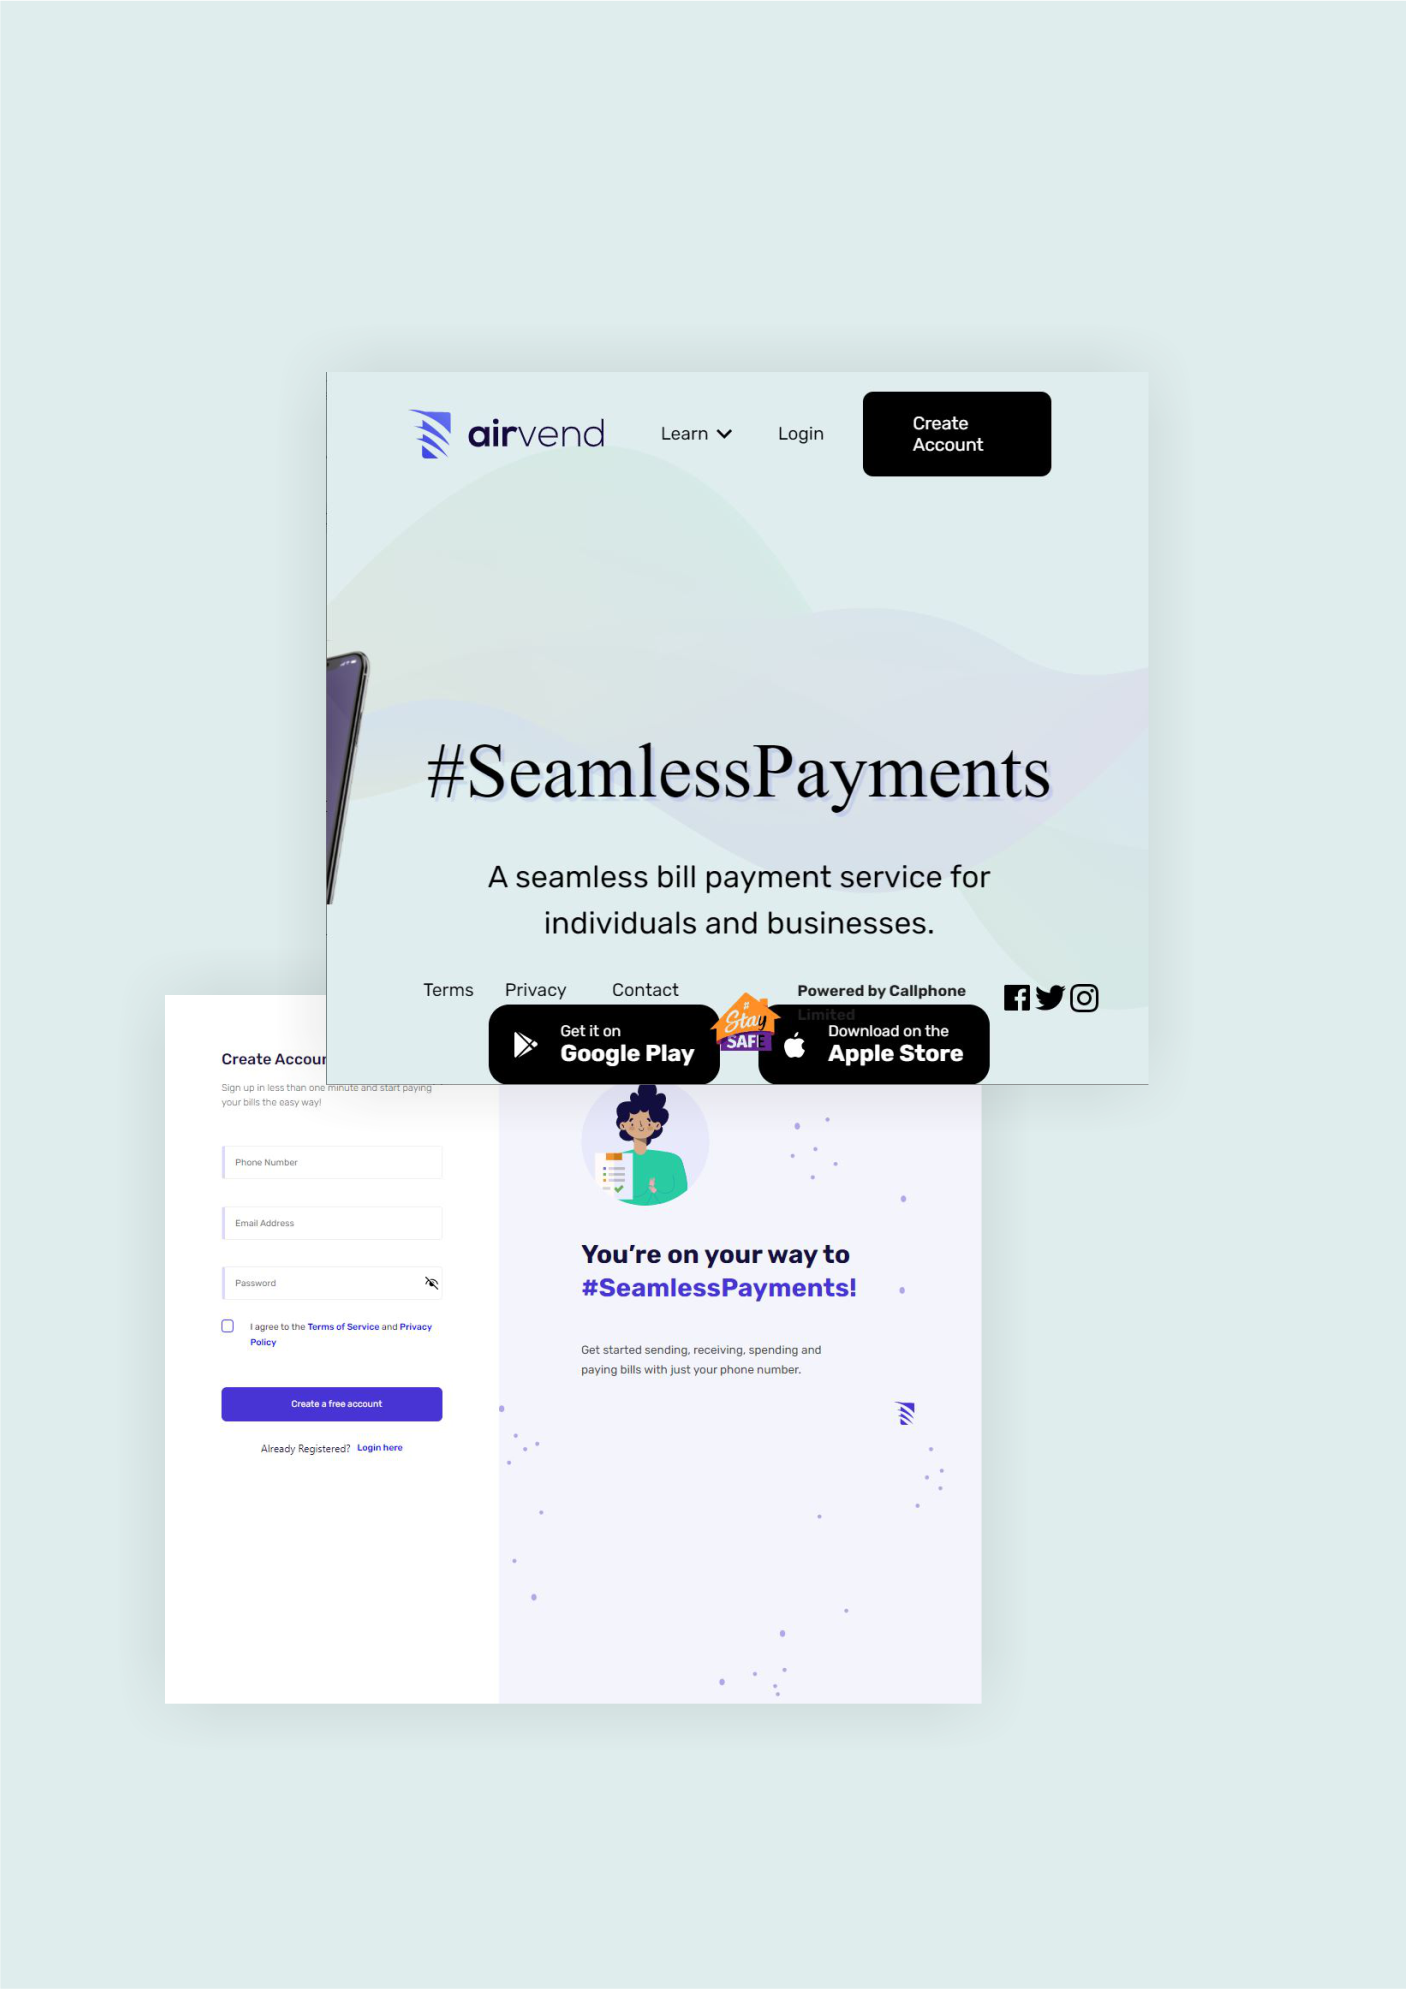 airvend
Learn
Login
Create
Account
#SeamlessPayments
A seamless bill payment service for
individuals and businesses.
Terms
Privacy
Contact
Powered by Callphone
Limited
# Stay
SAFE
Get it on
Google Play
Download on the
Apple Store
Create Accoun
Sign up in less than one minute and start paying
your bills the easy way!
Phone Number
Email Address
Password
I agree to the Terms of Service and Privacy
Policy
Create a free account
Already Registered? Login here
You're on your way to
#SeamlessPayments!
Get started sending, receiving, spending and
paying bills with just your phone number.